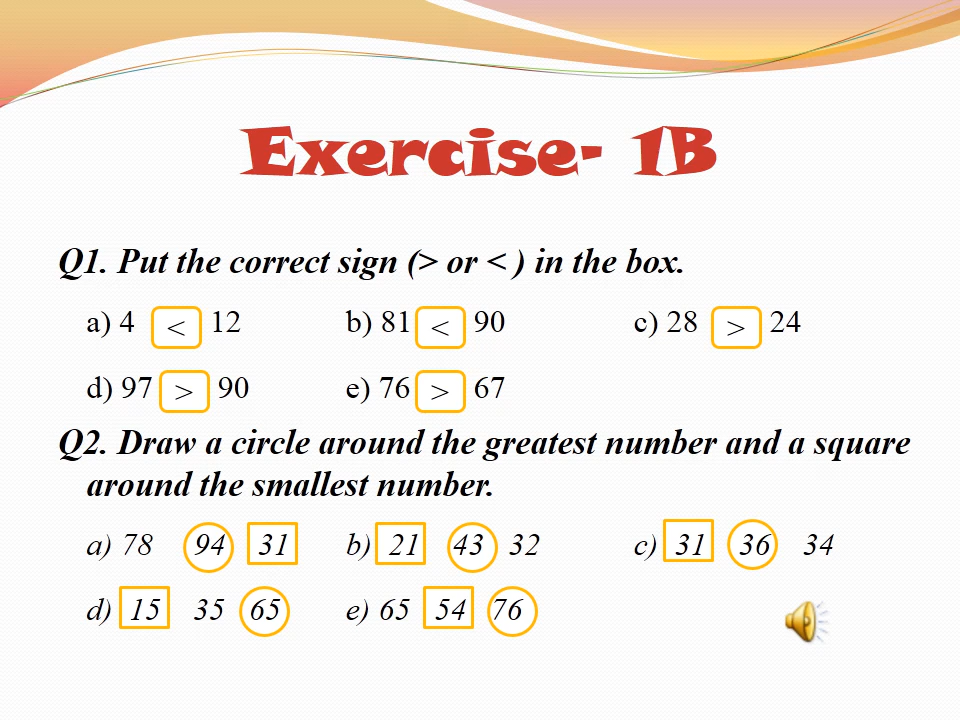 Exercise- 1B
Q1. Put the correct sign (> or < ) in the box.
a) 4 < 12 b) 81 < 90 c) 28 > 24
d) 97 > 90 e) 76 > 67
Q2. Draw a circle around the greatest number and a square
around the smallest number.
a) 78 94 31 b) 21 43 32 c) 31 36 34
d) 15 35 65 e) 65 54 76